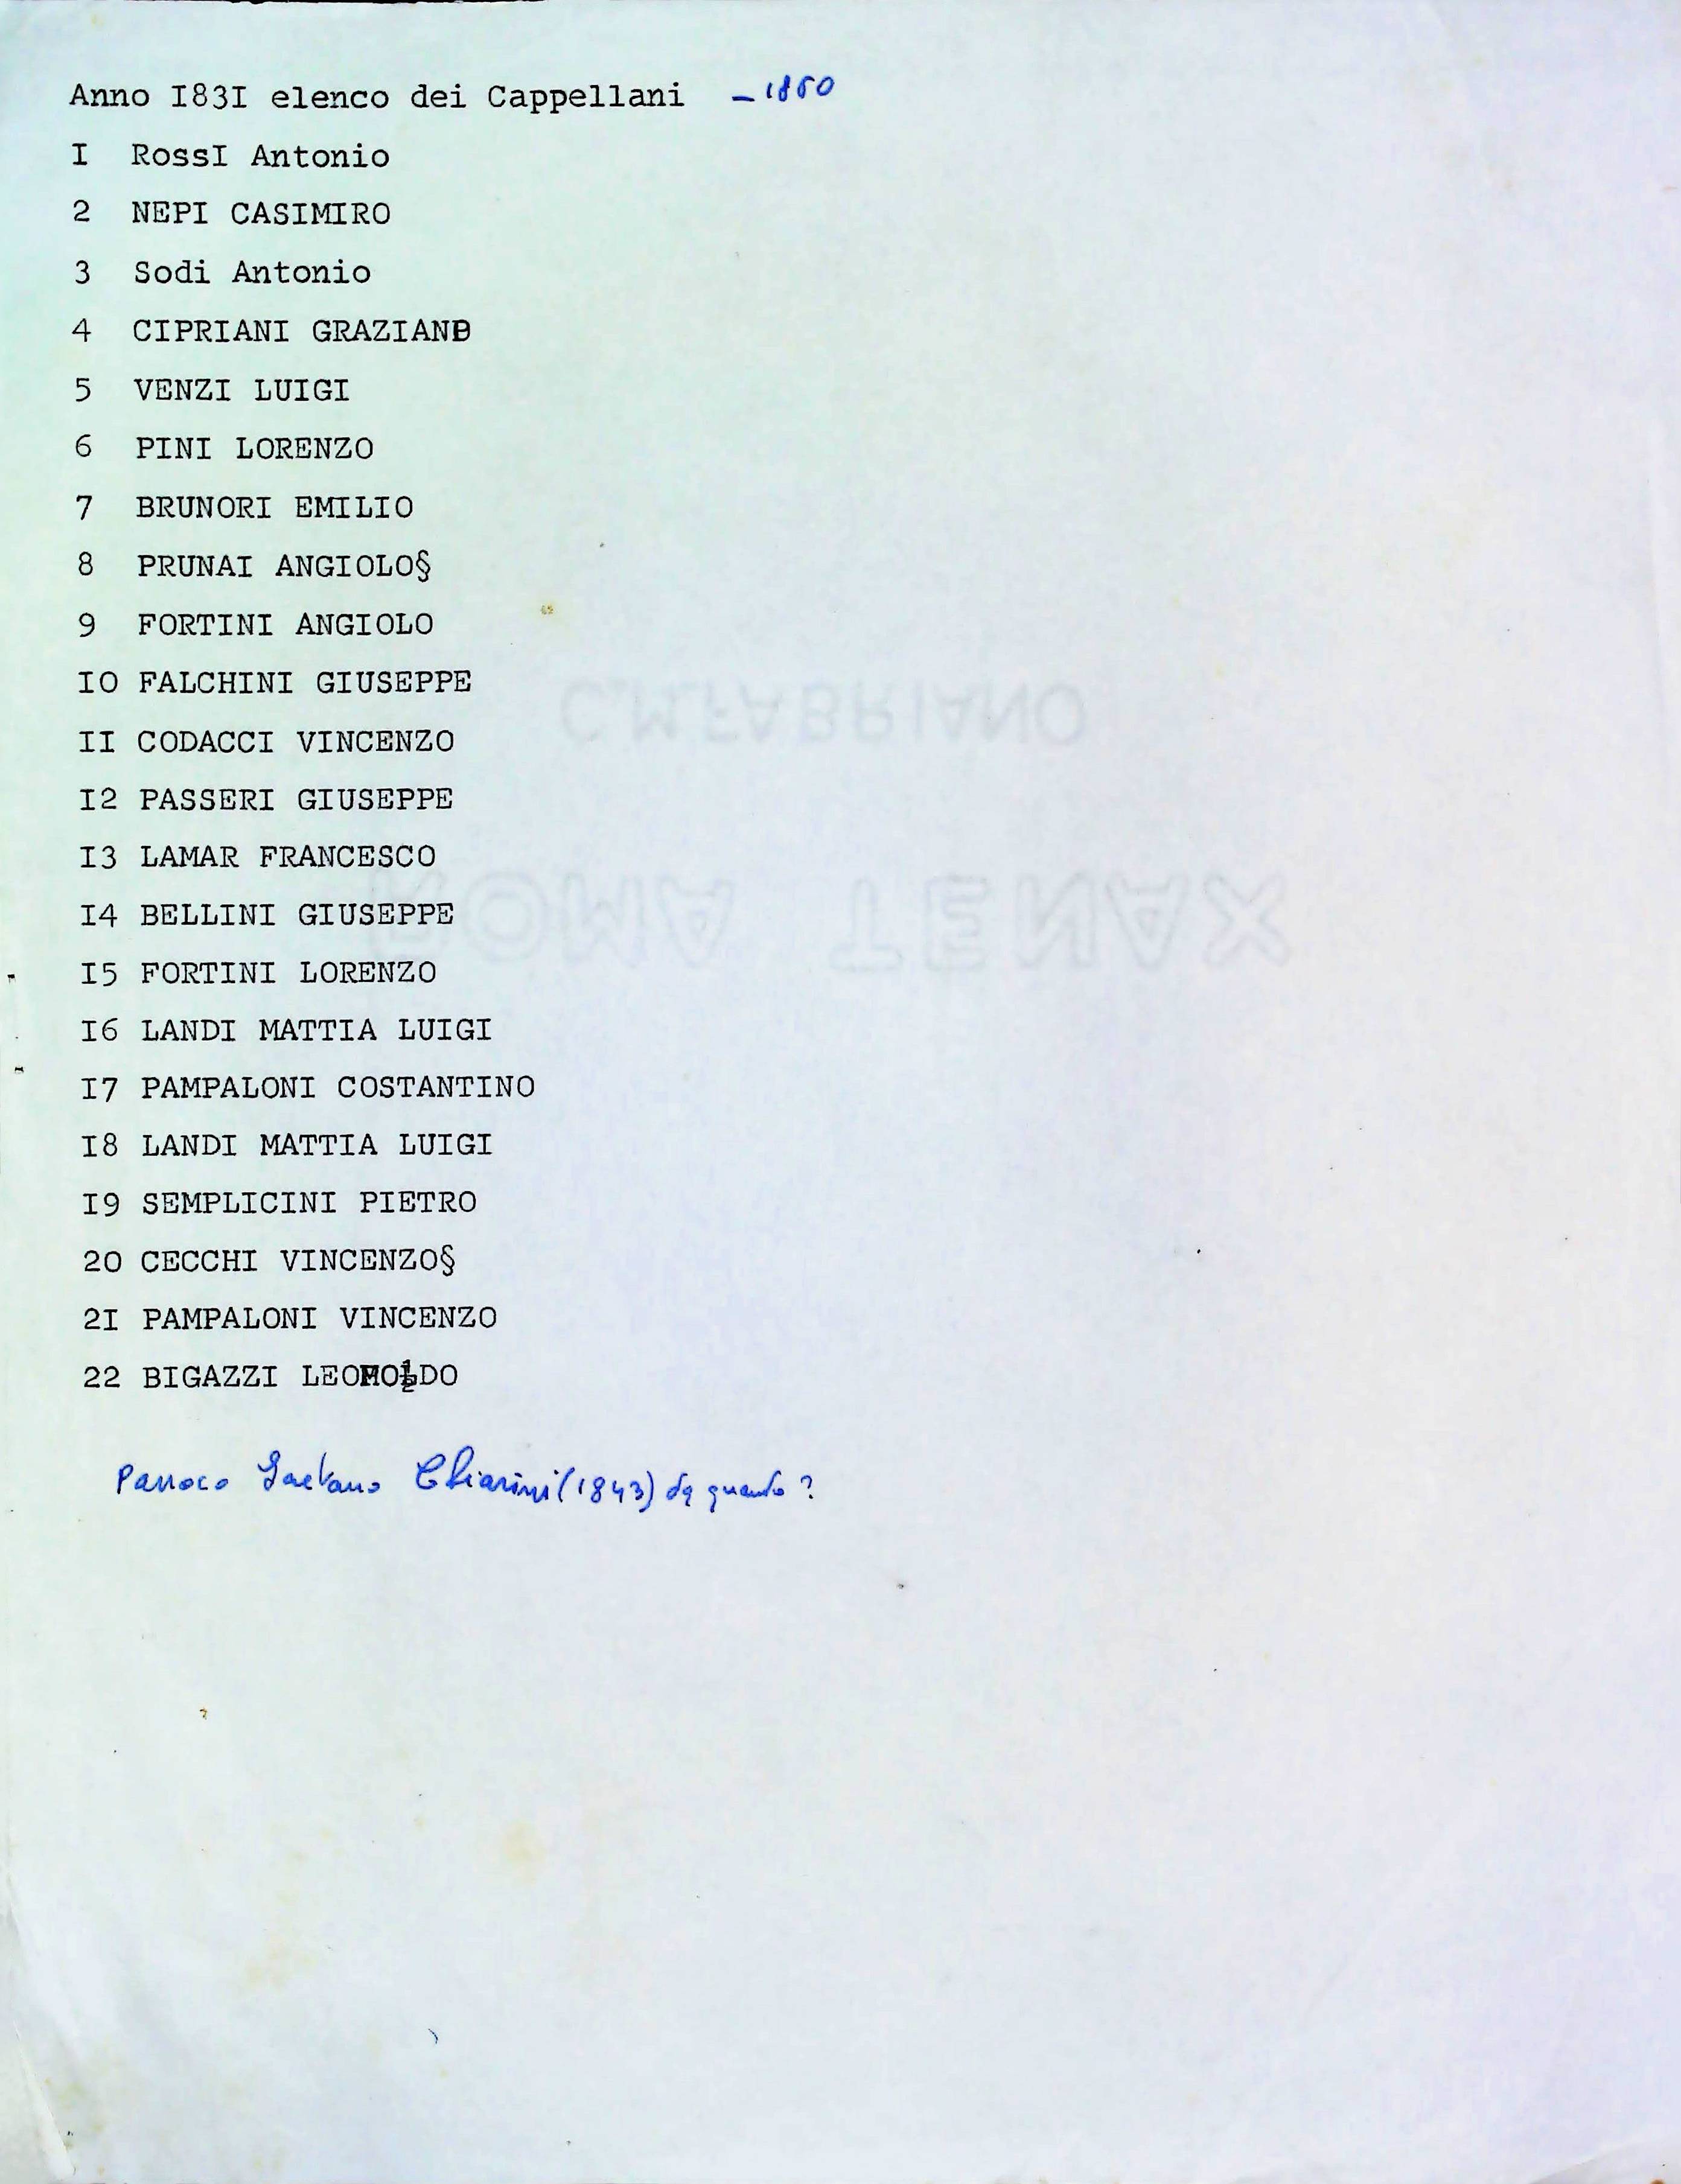 Anno I83I elenco dei Cappellani – 1850
I RossI Antonio
2 NEPI CASIMIRO
3 Sodi Antonio
4 CIPRIANI GRAZIANO
5 VENZI LUIGI
6 PINI LORENZO
7 BRUNORI EMILIO
8 PRUNAI ANGIOLO§
9 FORTINI ANGIOLO
IO FALCHINI GIUSEPPE
II CODACCI VINCENZO
I2 PASSERI GIUSEPPE
I3 LAMAR FRANCESCO
I4 BELLINI GIUSEPPE
I5 FORTINI LORENZO
I6 LANDI MATTIA LUIGI
I7 PAMPALONI COSTANTINO
I8 LANDI MATTIA LUIGI
I9 SEMPLICINI PIETRO
20 CECCHI VINCENZO§
2I PAMPALONI VINCENZO
22 BIGAZZI LEOPOLDO
Parroco Gaetano Chiarini (1843) da quando?
C.M.FABRIANO
ROMA TENAX